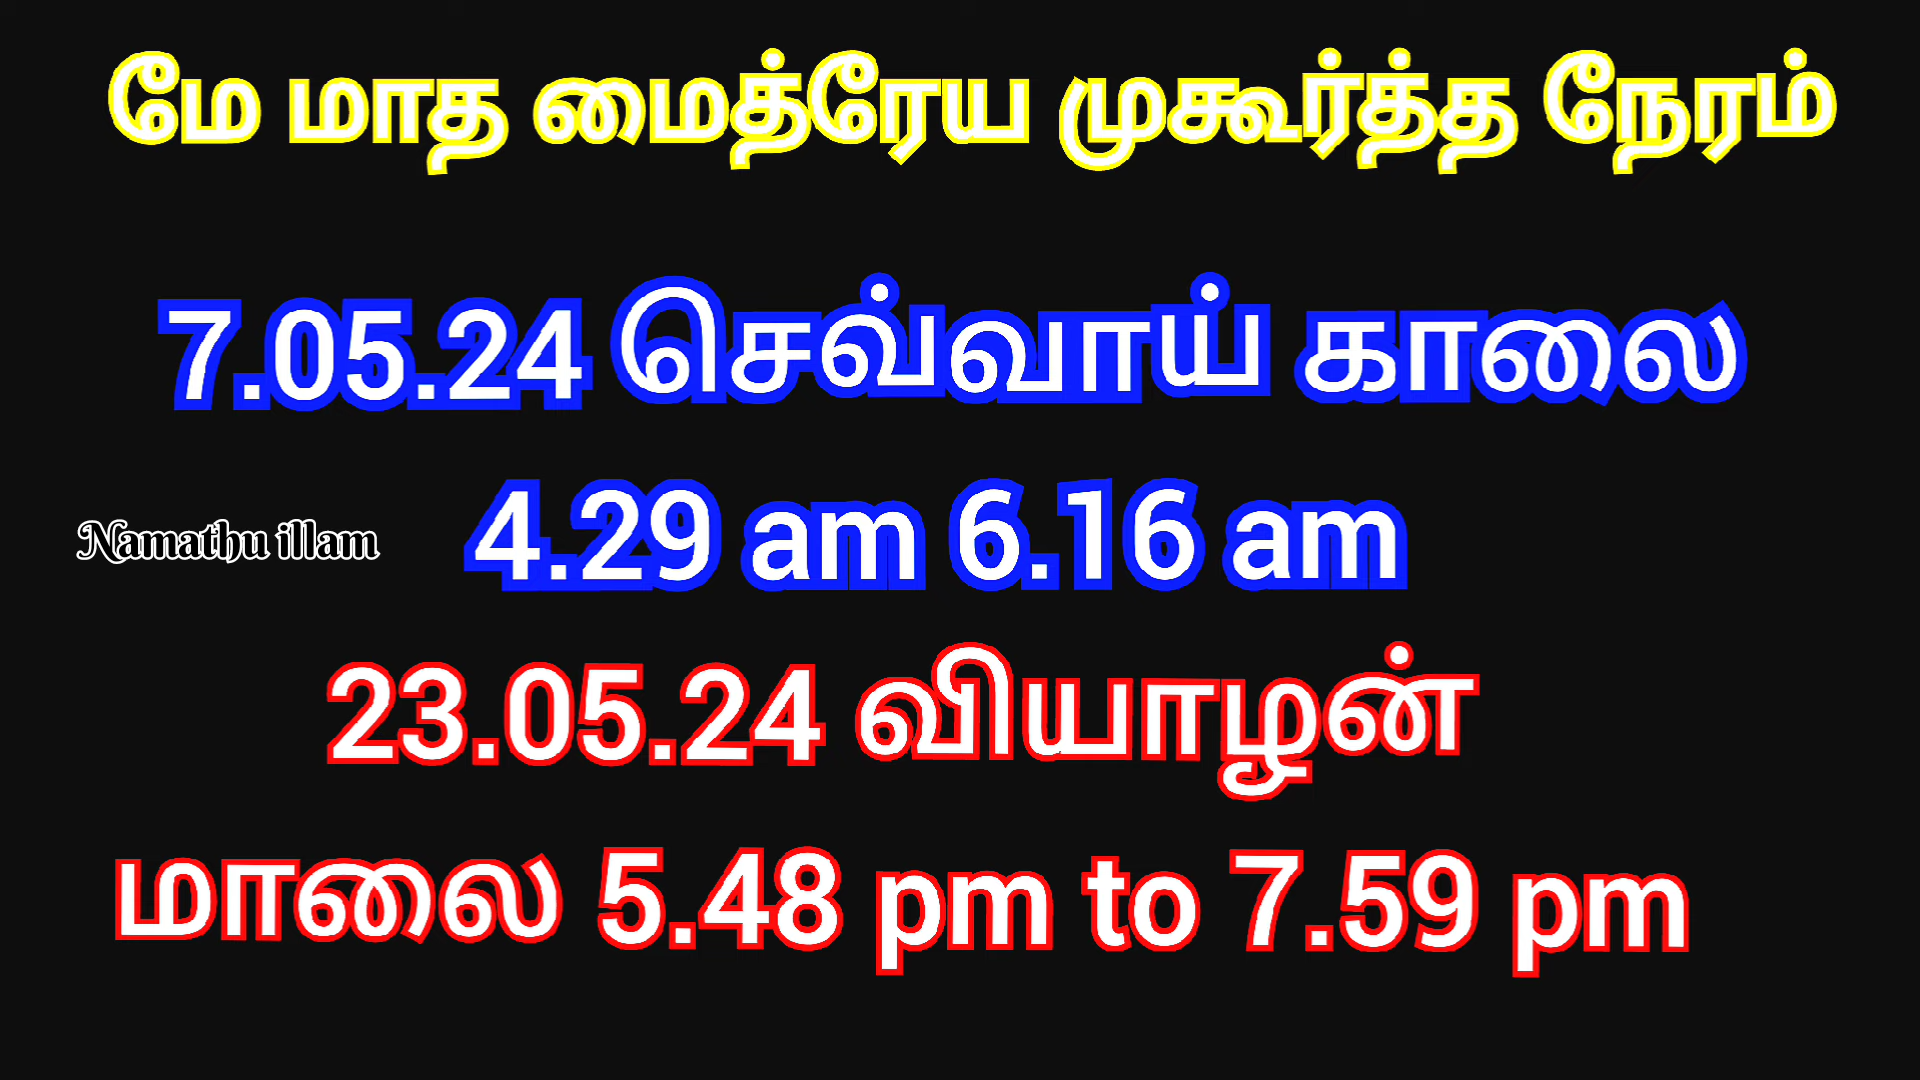 மே மாத மைத்ரேய முகூர்த்த நேரம்
7.05.24 செவ்வாய் காலை
4.29 am 6.16 am
Namathu illam
23.05.24 வியாழன்
மாலை 5.48 pm to 7.59 pm